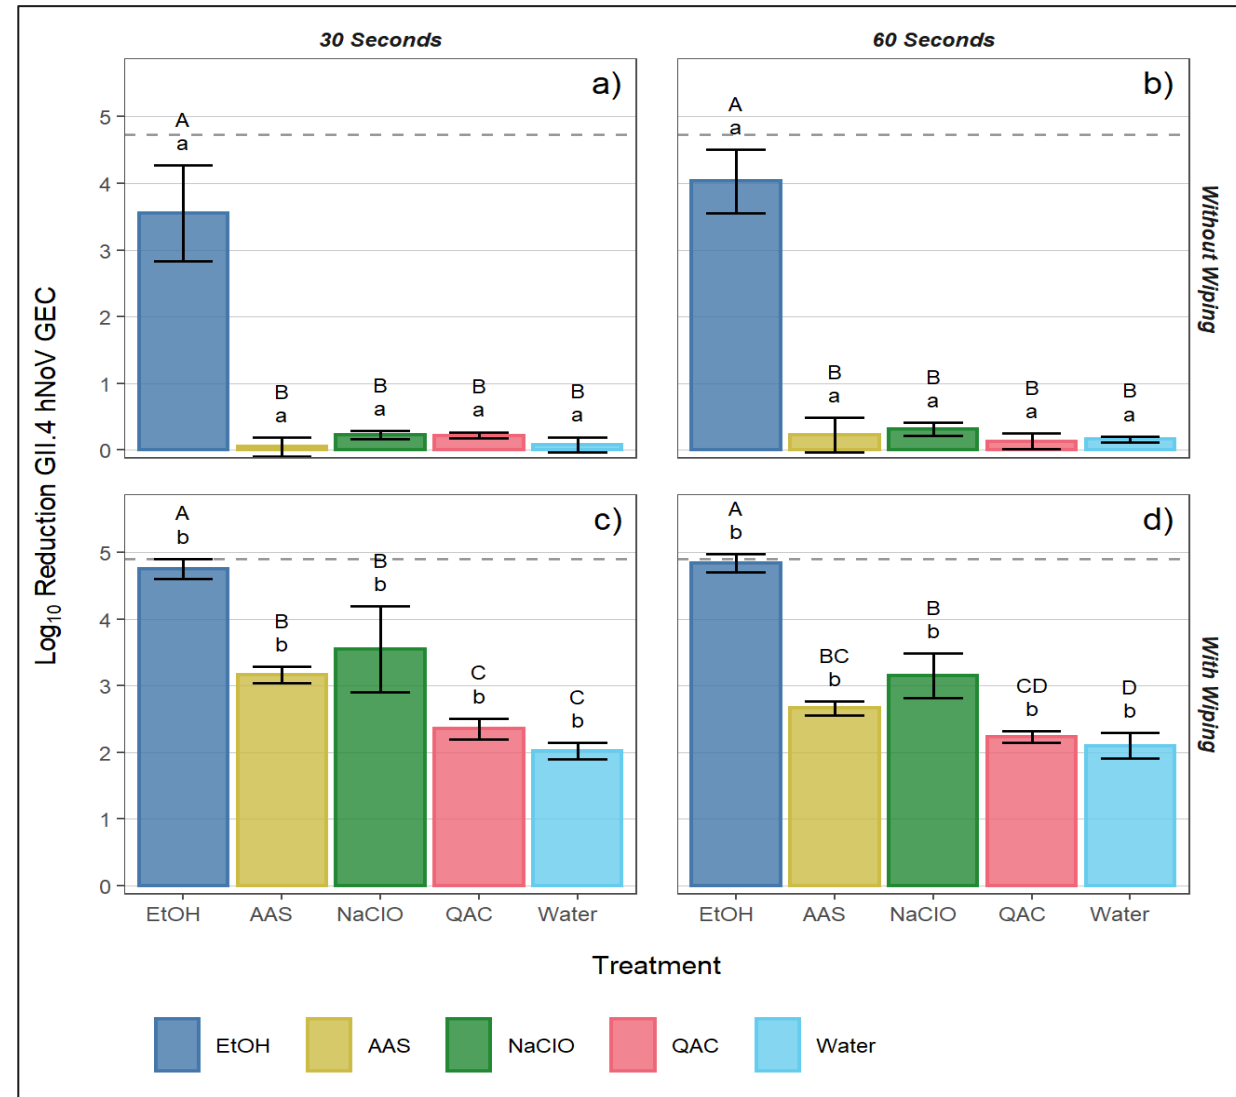 30 Seconds
60 Seconds
Log10 Reduction GII.4 hNoV GEC
a)
5
4
3
2
1
0
A
a
B
a
B
a
B
a
B
a
b)
A
a
B
a
B
a
B
a
B
a
Without Wiping
c)
5
4
3
2
1
0
A
b
B
b
B
b
C
b
C
b
d)
A
b
BC
b
B
b
CD
b
D
b
With Wiping
EtOH AAS NaClO QAC Water
EtOH AAS NaClO QAC Water
Treatment
EtOH AAS NaClO QAC Water